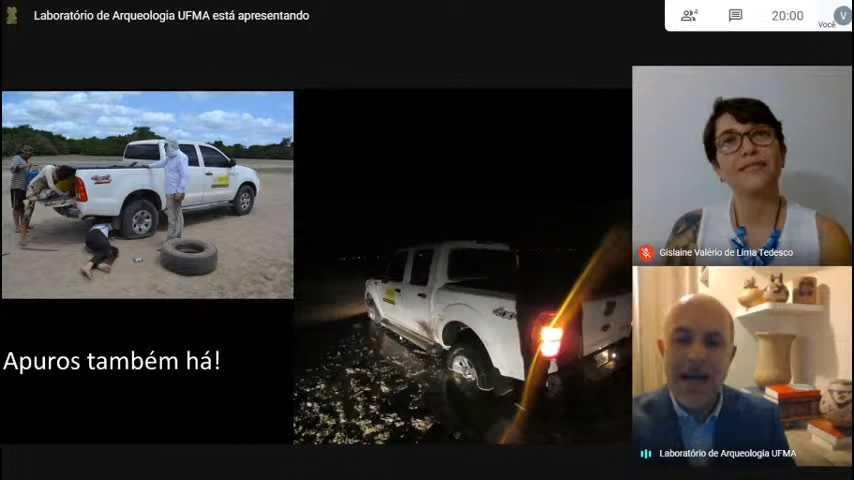 Laboratório de Arqueologia UFMA está apresentando
4
20:00
Você
V
Apuros também há!
Gislaine Valério de Lima Tedesco
Laboratório de Arqueologia UFMA